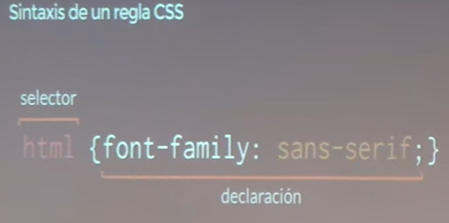 Sintaxis de un regla CSS
selector
html {font-family: sans-serif;}
declaración